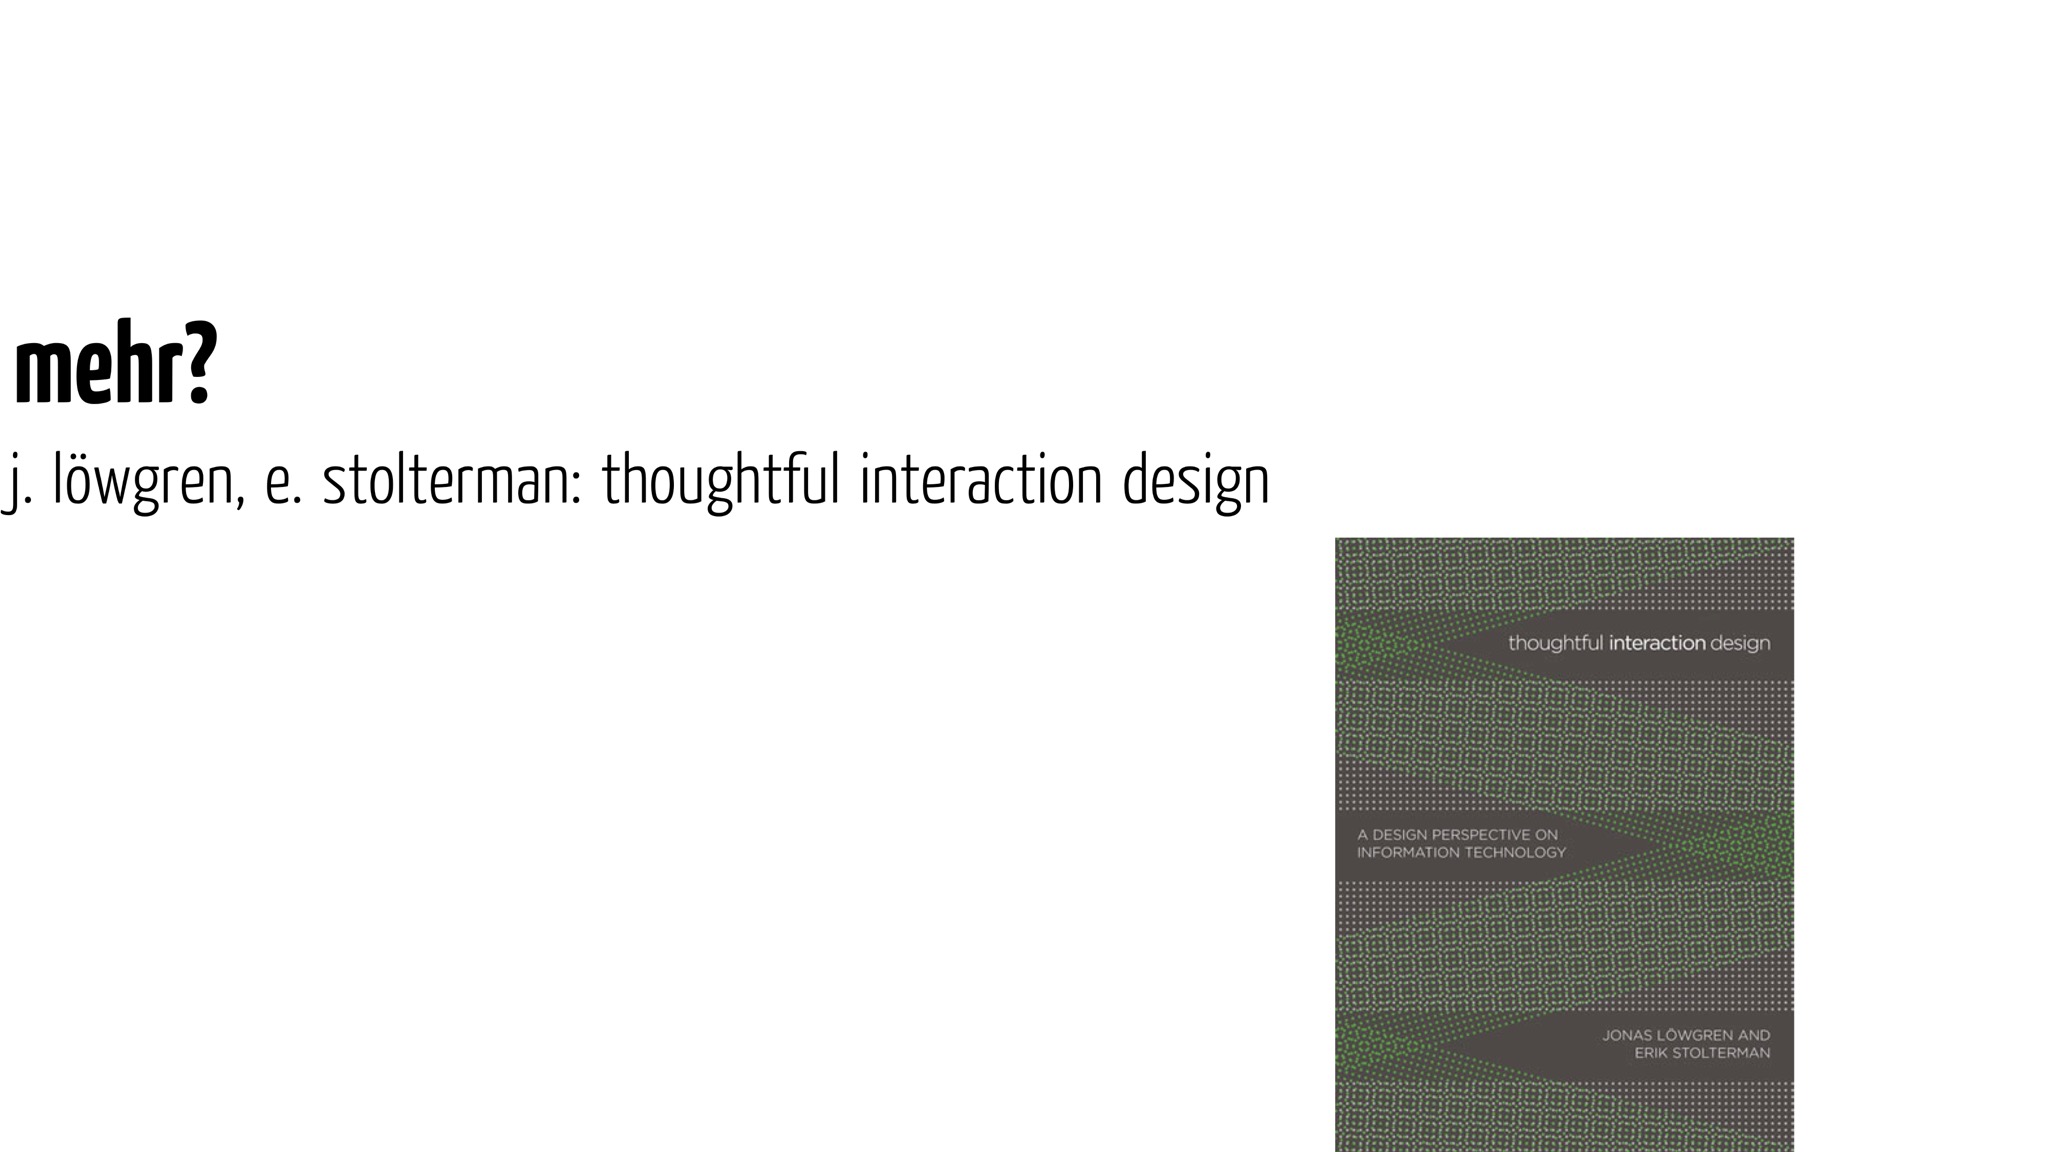 mehr?
j. löwgren, e. stolterman: thoughtful interaction design
thoughtful interaction design
A DESIGN PERSPECTIVE ON
INFORMATION TECHNOLOGY
JONAS LÖWGREN AND
ERIK STOLTERMAN